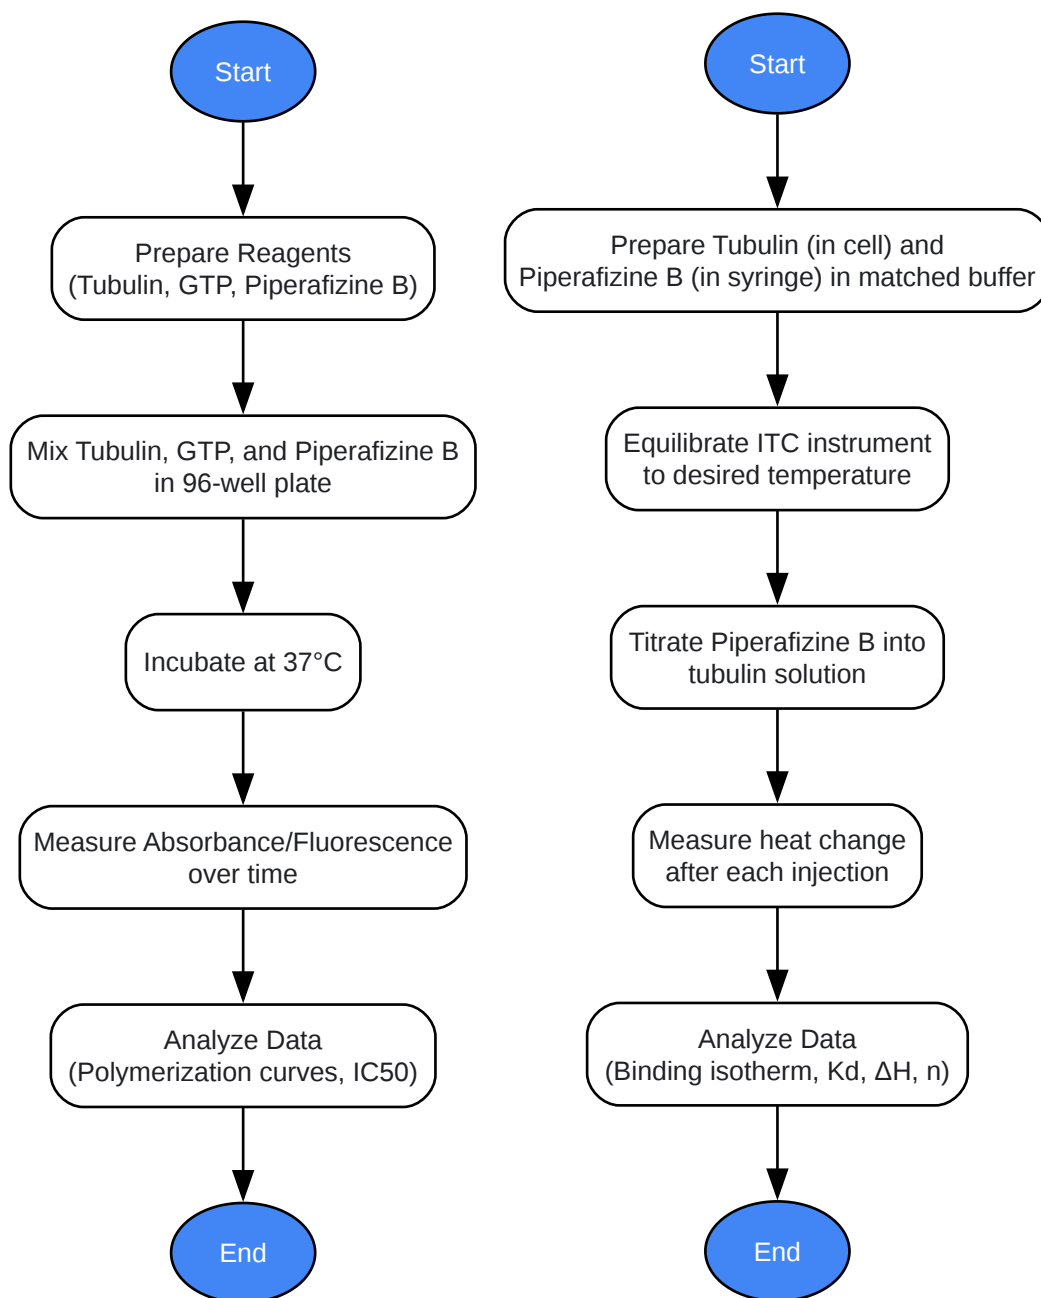 Start
Prepare Reagents
(Tubulin, GTP, Piperafizine B)
Mix Tubulin, GTP, and Piperafizine B
in 96-well plate
Incubate at 37°C
Measure Absorbance/Fluorescence
over time
Analyze Data
(Polymerization curves, IC50)
End
Start
Prepare Tubulin (in cell) and
Piperafizine B (in syringe) in matched buffer
Equilibrate ITC instrument
to desired temperature
Titrate Piperafizine B into
tubulin solution
Measure heat change
after each injection
Analyze Data
(Binding isotherm, Kd, ΔH, n)
End